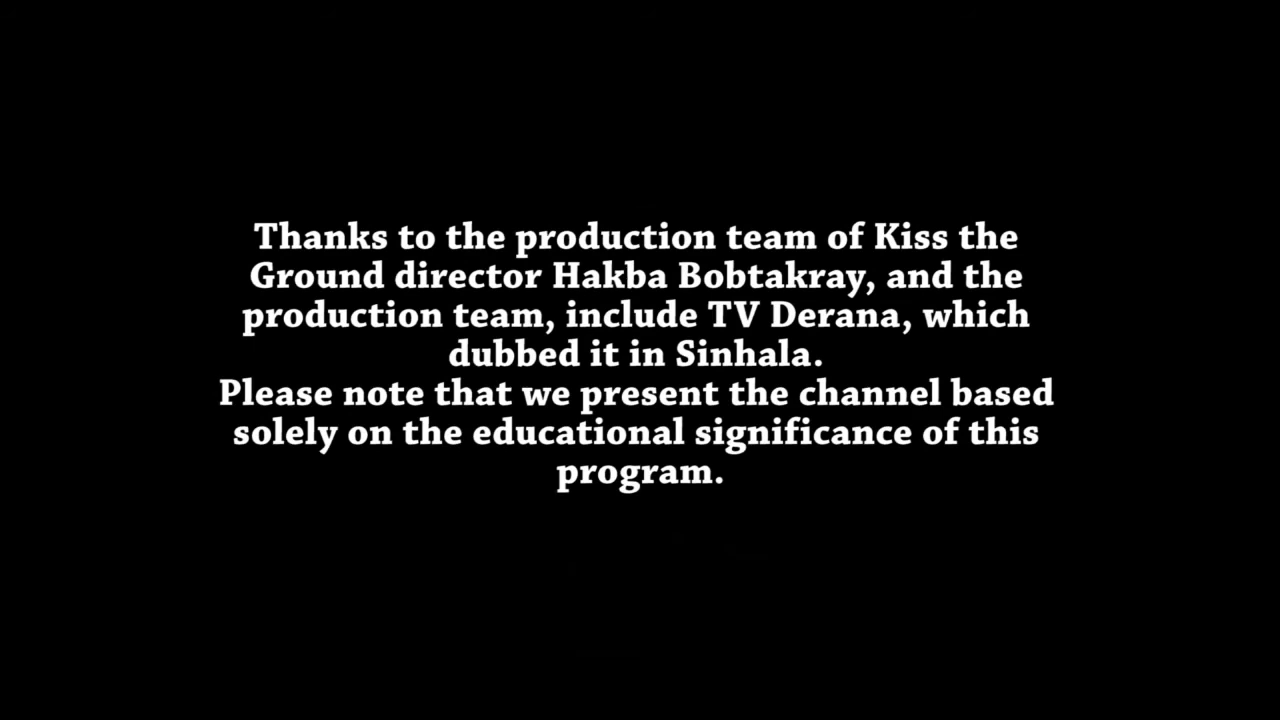 Thanks to the production team of Kiss the
Ground director Hakba Bobtakray, and the
production team, include TV Derana, which
dubbed it in Sinhala.
Please note that we present the channel based
solely on the educational significance of this
program.